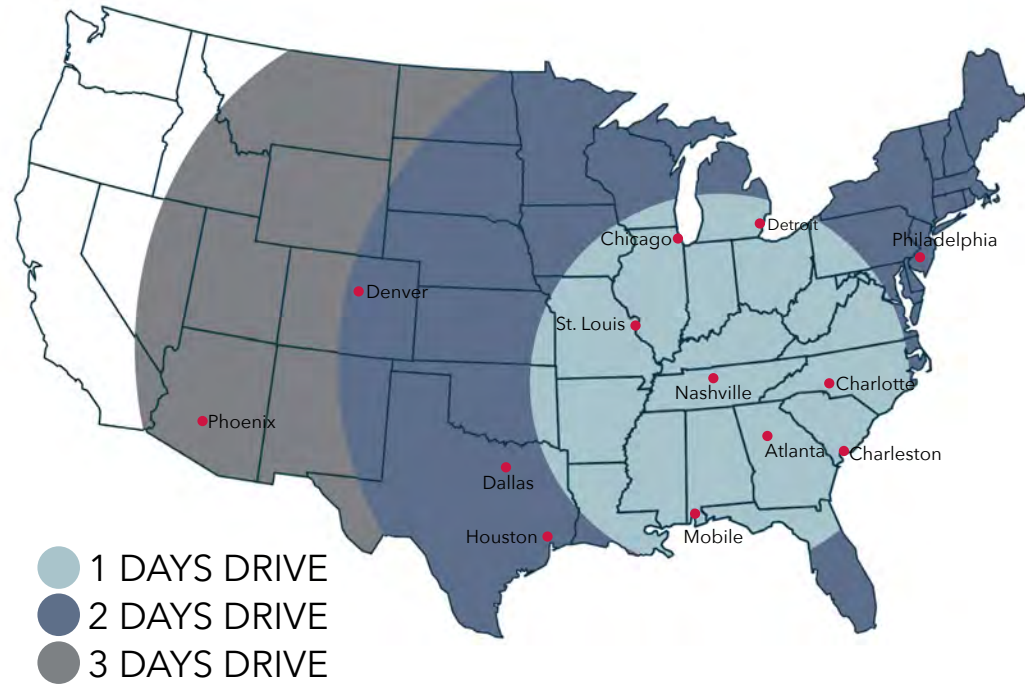 Detroit
Chicago
Philadelphia
Denver
St. Louis
Nashville
Charlotte
Phoenix
Atlanta
Charleston
Dallas
Houston
Mobile
1 DAYS DRIVE
2 DAYS DRIVE
3 DAYS DRIVE